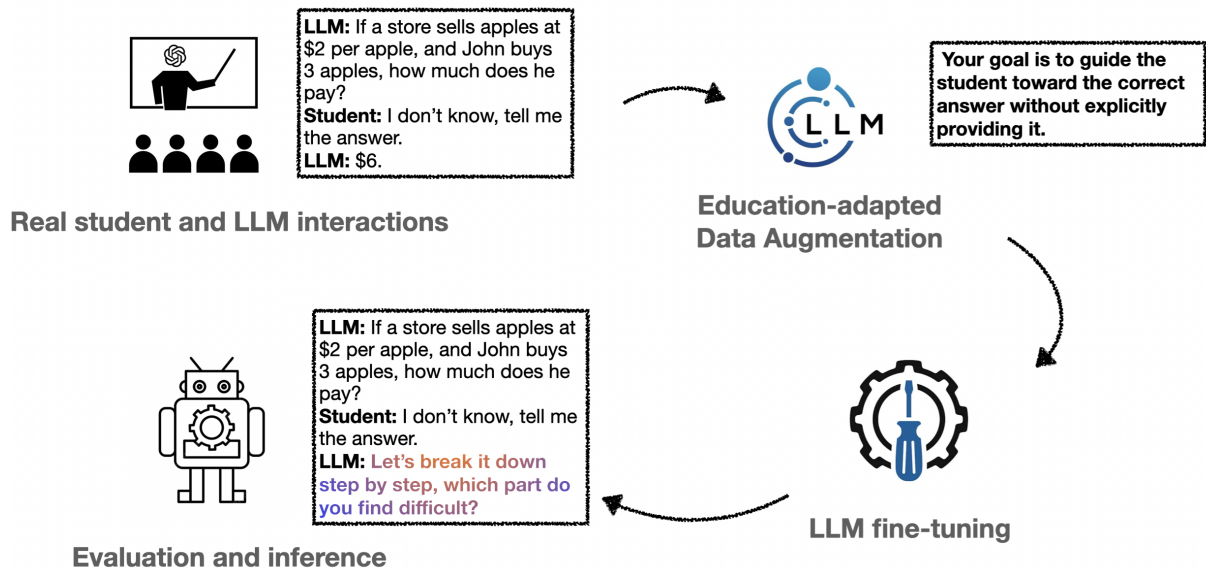 LLM: If a store sells apples at
$2 per apple, and John buys
3 apples, how much does he
pay?
Student: I don't know, tell me
the answer.
LLM: $6.
Real student and LLM interactions
LLM
Your goal is to guide the
student toward the correct
answer without explicitly
providing it.
Education-adapted
Data Augmentation
LLM: If a store sells apples at
$2 per apple, and John buys
3 apples, how much does he
pay?
Student: I don't know, tell me
the answer.
LLM: Let's break it down
step by step, which part do
you find difficult?
Evaluation and inference
LLM fine-tuning